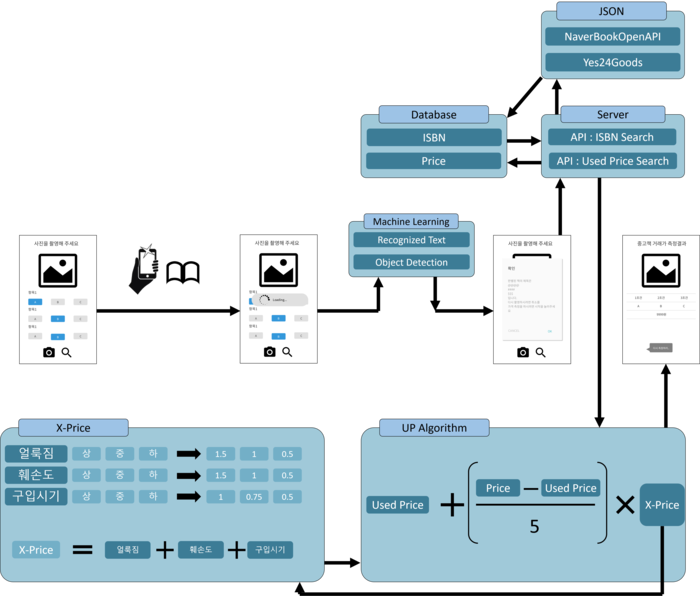 JSON
NaverBookOpenAPI
Yes24Goods
Database
ISBN
Price
Server
API : ISBN Search
API : Used Price Search
Machine Learning
Recognized Text
Object Detection
사진을 촬영해 주세요
사진을 촬영해 주세요
Loading...
사진을 촬영해 주세요
확인
중고책 거래가 측정결과
X-Price
얼룩짐 상 중 하 1.5 1 0.5
훼손도 상 중 하 1.5 1 0.5
구입시기 상 중 하 1 0.75 0.5
X-Price = 얼룩짐 + 훼손도 + 구입시기
UP Algorithm
Used Price + ( Price − Used Price ) × X-Price
5